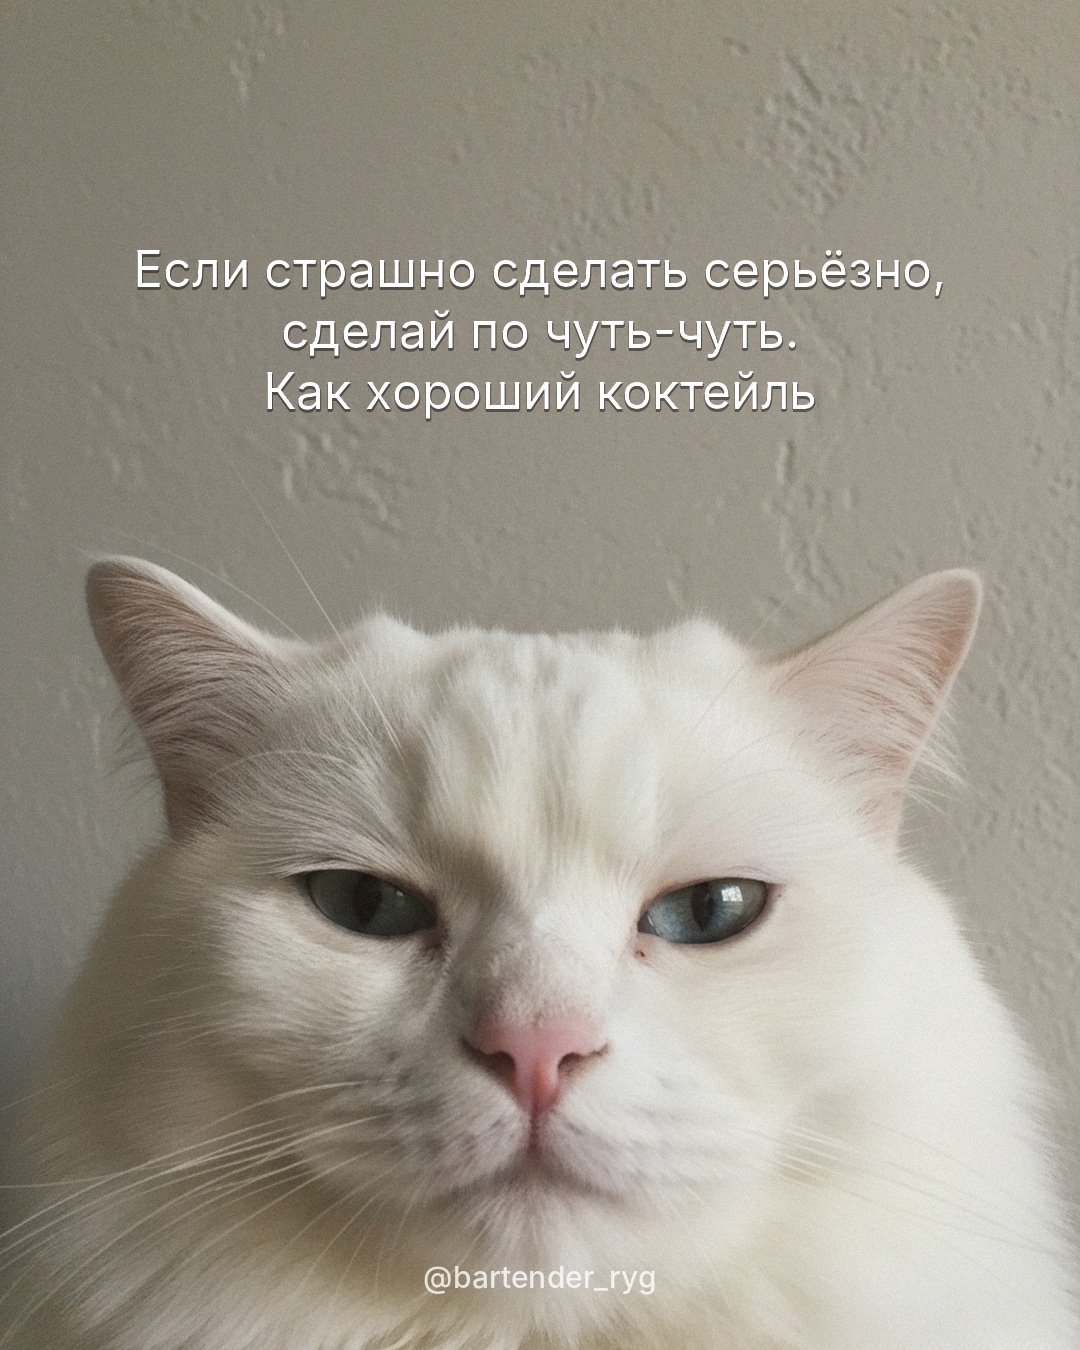 Если страшно сделать серьёзно,
сделай по чуть-чуть.
Как хороший коктейль
@bartender_ryg